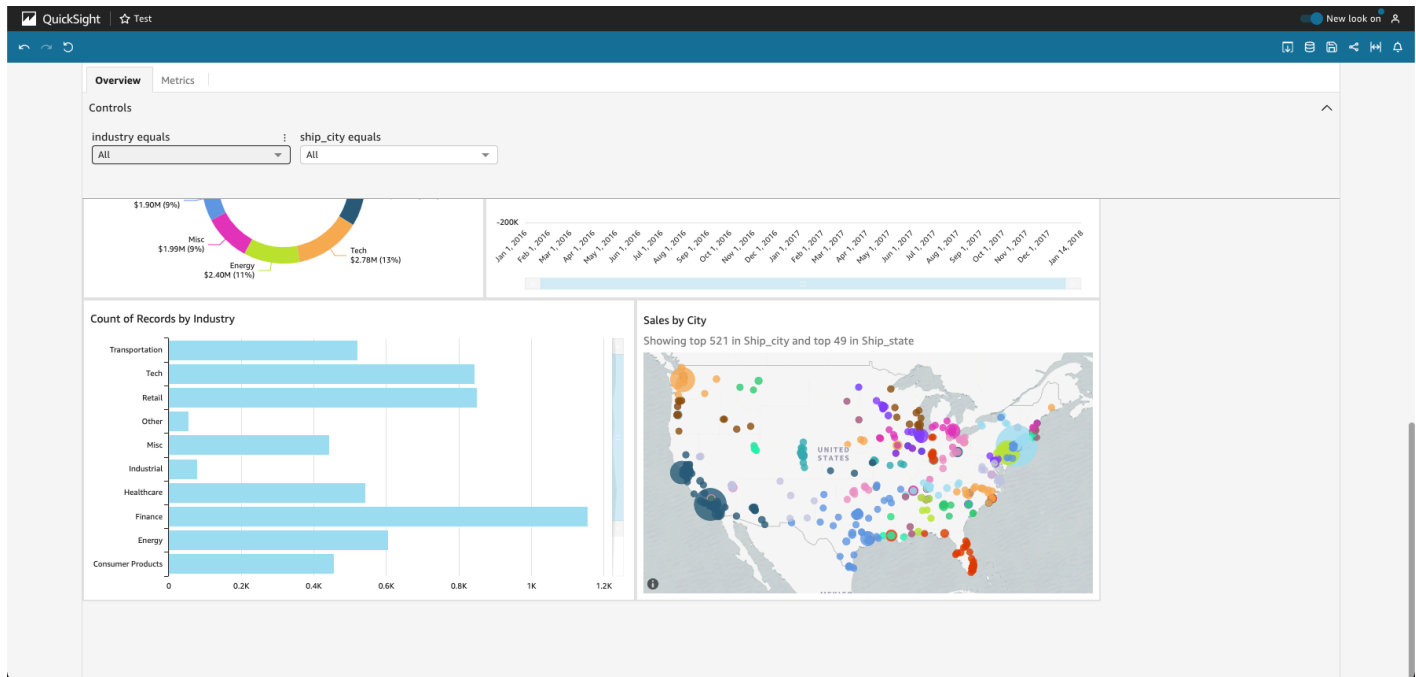 QuickSight
Test
New look on
Overview
Metrics
Controls
industry equals
ship_city equals
All
All
$1.90M (9%)
Misc
$1.99M (9%)
Energy
$2.40M (11%)
Tech
$2.78M (13%)
-200K
Jan 1, 2016
Feb 1, 2016
Mar 1, 2016
Apr 1, 2016
May 1, 2016
Jun 1, 2016
Jul 1, 2016
Aug 1, 2016
Sep 1, 2016
Oct 1, 2016
Nov 1, 2016
Dec 1, 2016
Jan 1, 2017
Feb 1, 2017
Mar 1, 2017
Apr 1, 2017
May 1, 2017
Jun 1, 2017
Jul 1, 2017
Aug 1, 2017
Sep 1, 2017
Oct 1, 2017
Nov 1, 2017
Dec 1, 2017
Jan 14, 2018
Count of Records by Industry
Transportation
Tech
Retail
Other
Misc
Industrial
Healthcare
Finance
Energy
Consumer Products
0
0.2K
0.4K
0.6K
0.8K
1K
1.2K
Sales by City
Showing top 521 in Ship_city and top 49 in Ship_state
UNITED
STATES